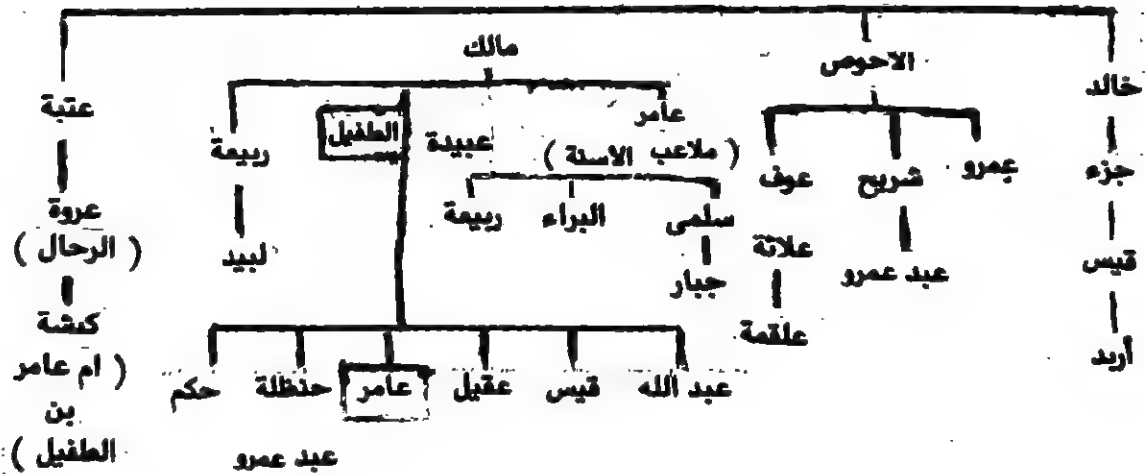 مالك
الاحوص
خالد
عتبة
عامر
الطفيل
عبيدة
ربيعة
( ملاعب الاسنة )
عمرو
شريح
عوف
جزء
سلمى
البراء
ربيعة
عروة
( الرحال )
لبيد
جبار
علاثة
عبد عمرو
قيس
كبشة
علقمة
أربد
( ام عامر
بن
الطفيل )
عبد الله
قيس
عقيل
عامر
حنظلة
حكم
عبد عمرو